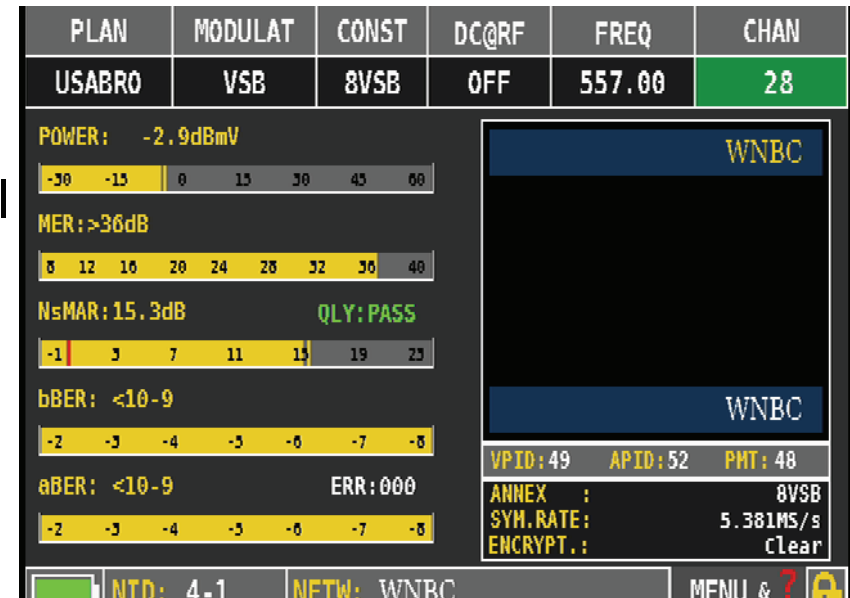 PLAN MODULAT CONST DC@RF FREQ CHAN
USABRO VSB 8VSB OFF 557.00 28
POWER: -2.9dBmV
-30 -15 0 15 30 45 60
WNBC
MER:>36dB
8 12 16 20 24 28 32 36 40
NsMAR:15.3dB QLY:PASS
-1 3 7 11 15 19 23
bBER: <10-9
WNBC
-2 -3 -4 -5 -6 -7 -8
VPID:49 APID:52 PMT:48
aBER: <10-9 ERR:000
ANNEX : 8VSB
-2 -3 -4 -5 -6 -7 -8
SYM.RATE: 5.381MS/s
ENCRYPT.: Clear
NID: 4-1 NETW: WNBC MENU & ?